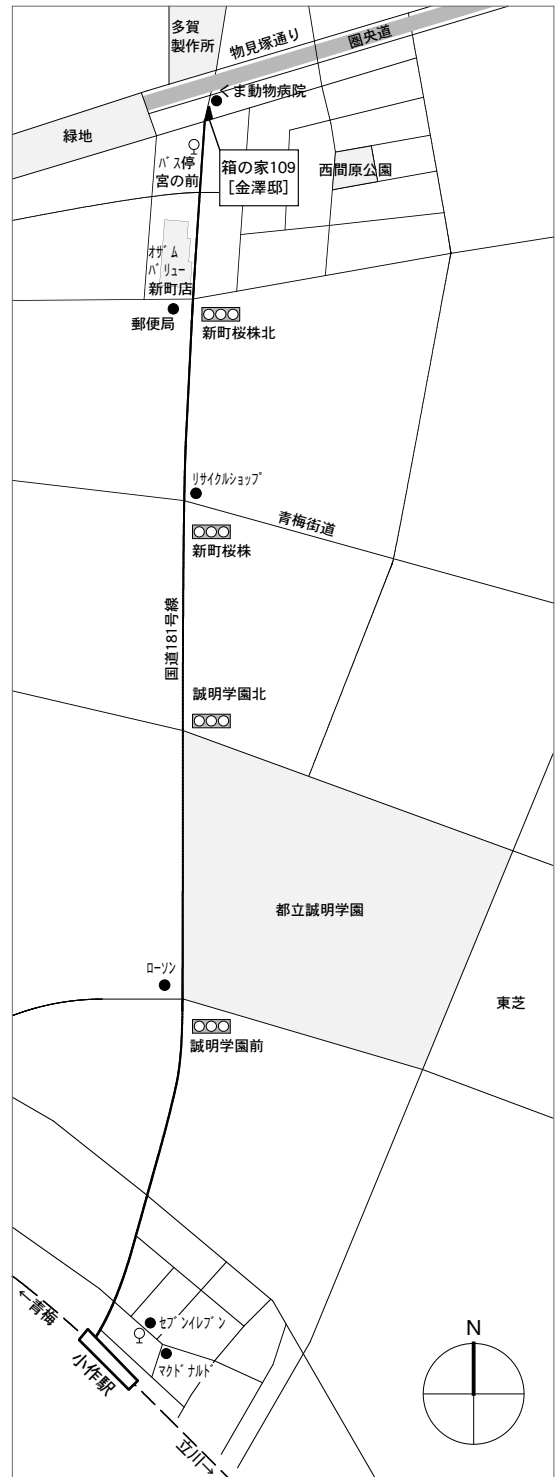 多賀
製作所
物見塚通り
圏央道
くま動物病院
緑地
バス停
宮の前
箱の家109
[金澤邸]
西間原公園
オザム
バリュー
新町店
郵便局
新町桜株北
リサイクルショップ
青梅街道
新町桜株
国道181号線
誠明学園北
都立誠明学園
ローソン
東芝
誠明学園前
←青梅
セブンイレブン
マクドナルド
小作駅
立川→
N